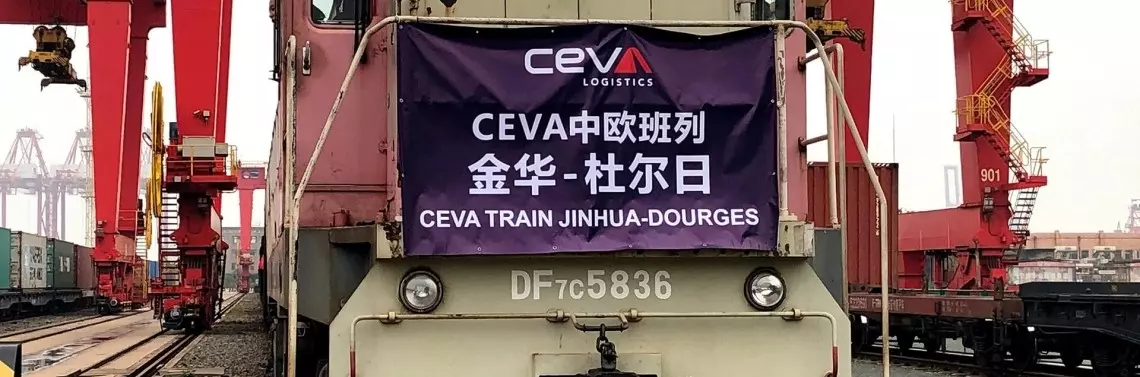 CEVA
LOGISTICS
CEVA中欧班列
金华-杜尔日
CEVA TRAIN JINHUA-DOURGES
DF7C5836
901